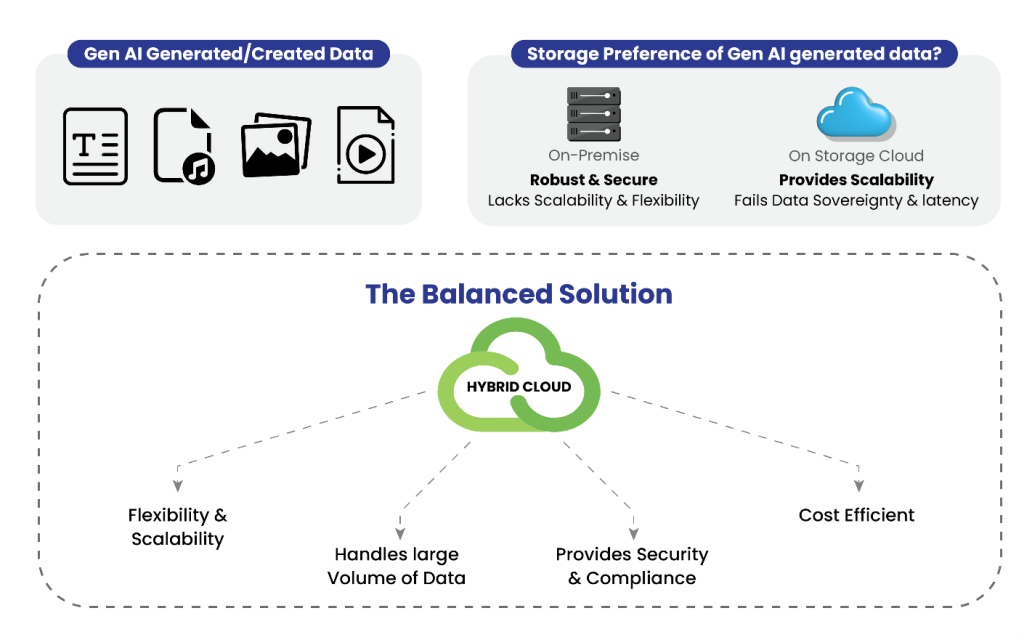 Gen AI Generated/Created Data
T
Storage Preference of Gen AI generated data?
On-Premise
Robust & Secure
Lacks Scalability & Flexibility
On Storage Cloud
Provides Scalability
Fails Data Sovereignty & latency
The Balanced Solution
HYBRID CLOUD
Flexibility &
Scalability
Handles large
Volume of Data
Provides Security
& Compliance
Cost Efficient